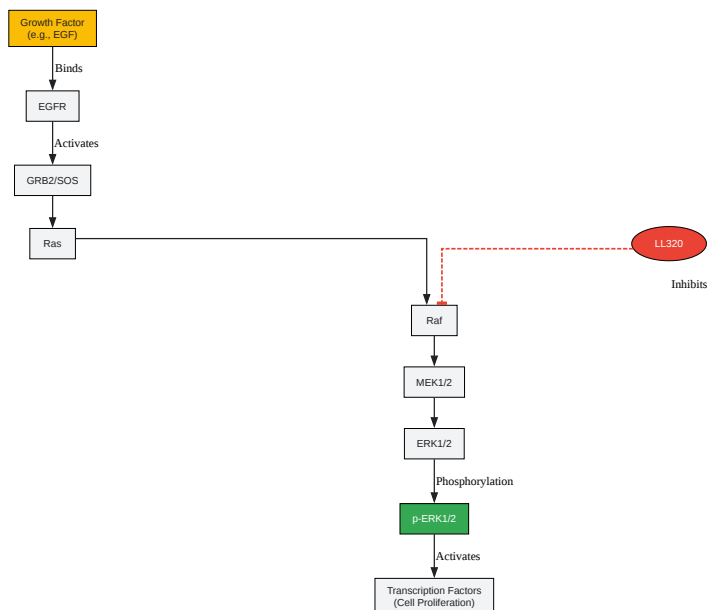 Growth Factor
(e.g., EGF)
Binds
EGFR
Activates
GRB2/SOS
Ras
LL320
Inhibits
Raf
MEK1/2
ERK1/2
Phosphorylation
p-ERK1/2
Activates
Transcription Factors
(Cell Proliferation)